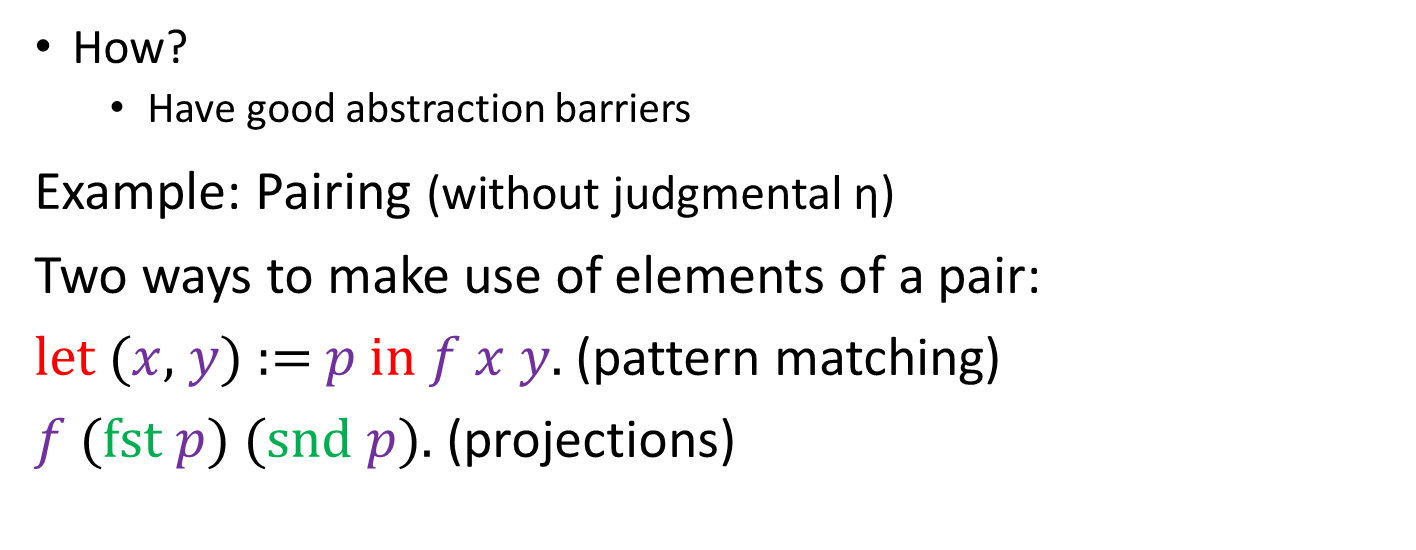 • How?
• Have good abstraction barriers
Example: Pairing (without judgmental η)
Two ways to make use of elements of a pair:
let (x, y) := p in f x y. (pattern matching)
f (fst p) (snd p). (projections)